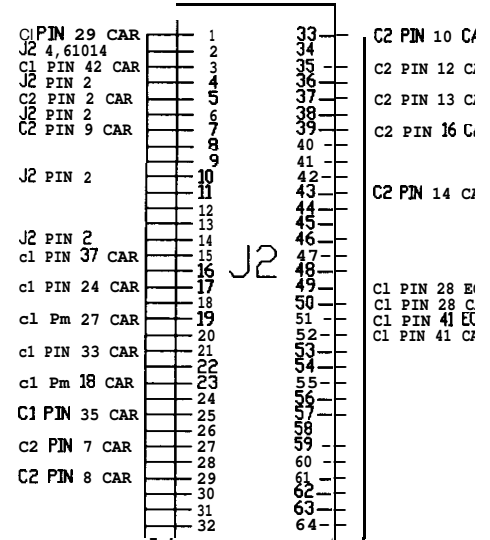 C1 PIN 29 CAR 1 33 C2 PIN 10
J2 4,61014 2 34
C1 PIN 42 CAR 3 35 C2 PIN 12
J2 PIN 2 4 36
C2 PIN 2 CAR 5 37 C2 PIN 13
J2 PIN 2 6 38
C2 PIN 9 CAR 7 39 C2 PIN 16
8 40
9 41
J2 PIN 2 10 42
11 43 C2 PIN 14
12 44
13 45
J2 PIN 2 14 46
c1 PIN 37 CAR 15 47
J2
16 48
c1 PIN 24 CAR 17 49 C1 PIN 28
18 50 C1 PIN 28
c1 Pm 27 CAR 19 51 C1 PIN 41
20 52 C1 PIN 41
c1 PIN 33 CAR 21 53
22 54
c1 Pm 18 CAR 23 55
24 56
C1 PIN 35 CAR 25 57
26 58
C2 PIN 7 CAR 27 59
28 60
C2 PIN 8 CAR 29 61
30 62
31 63
32 64